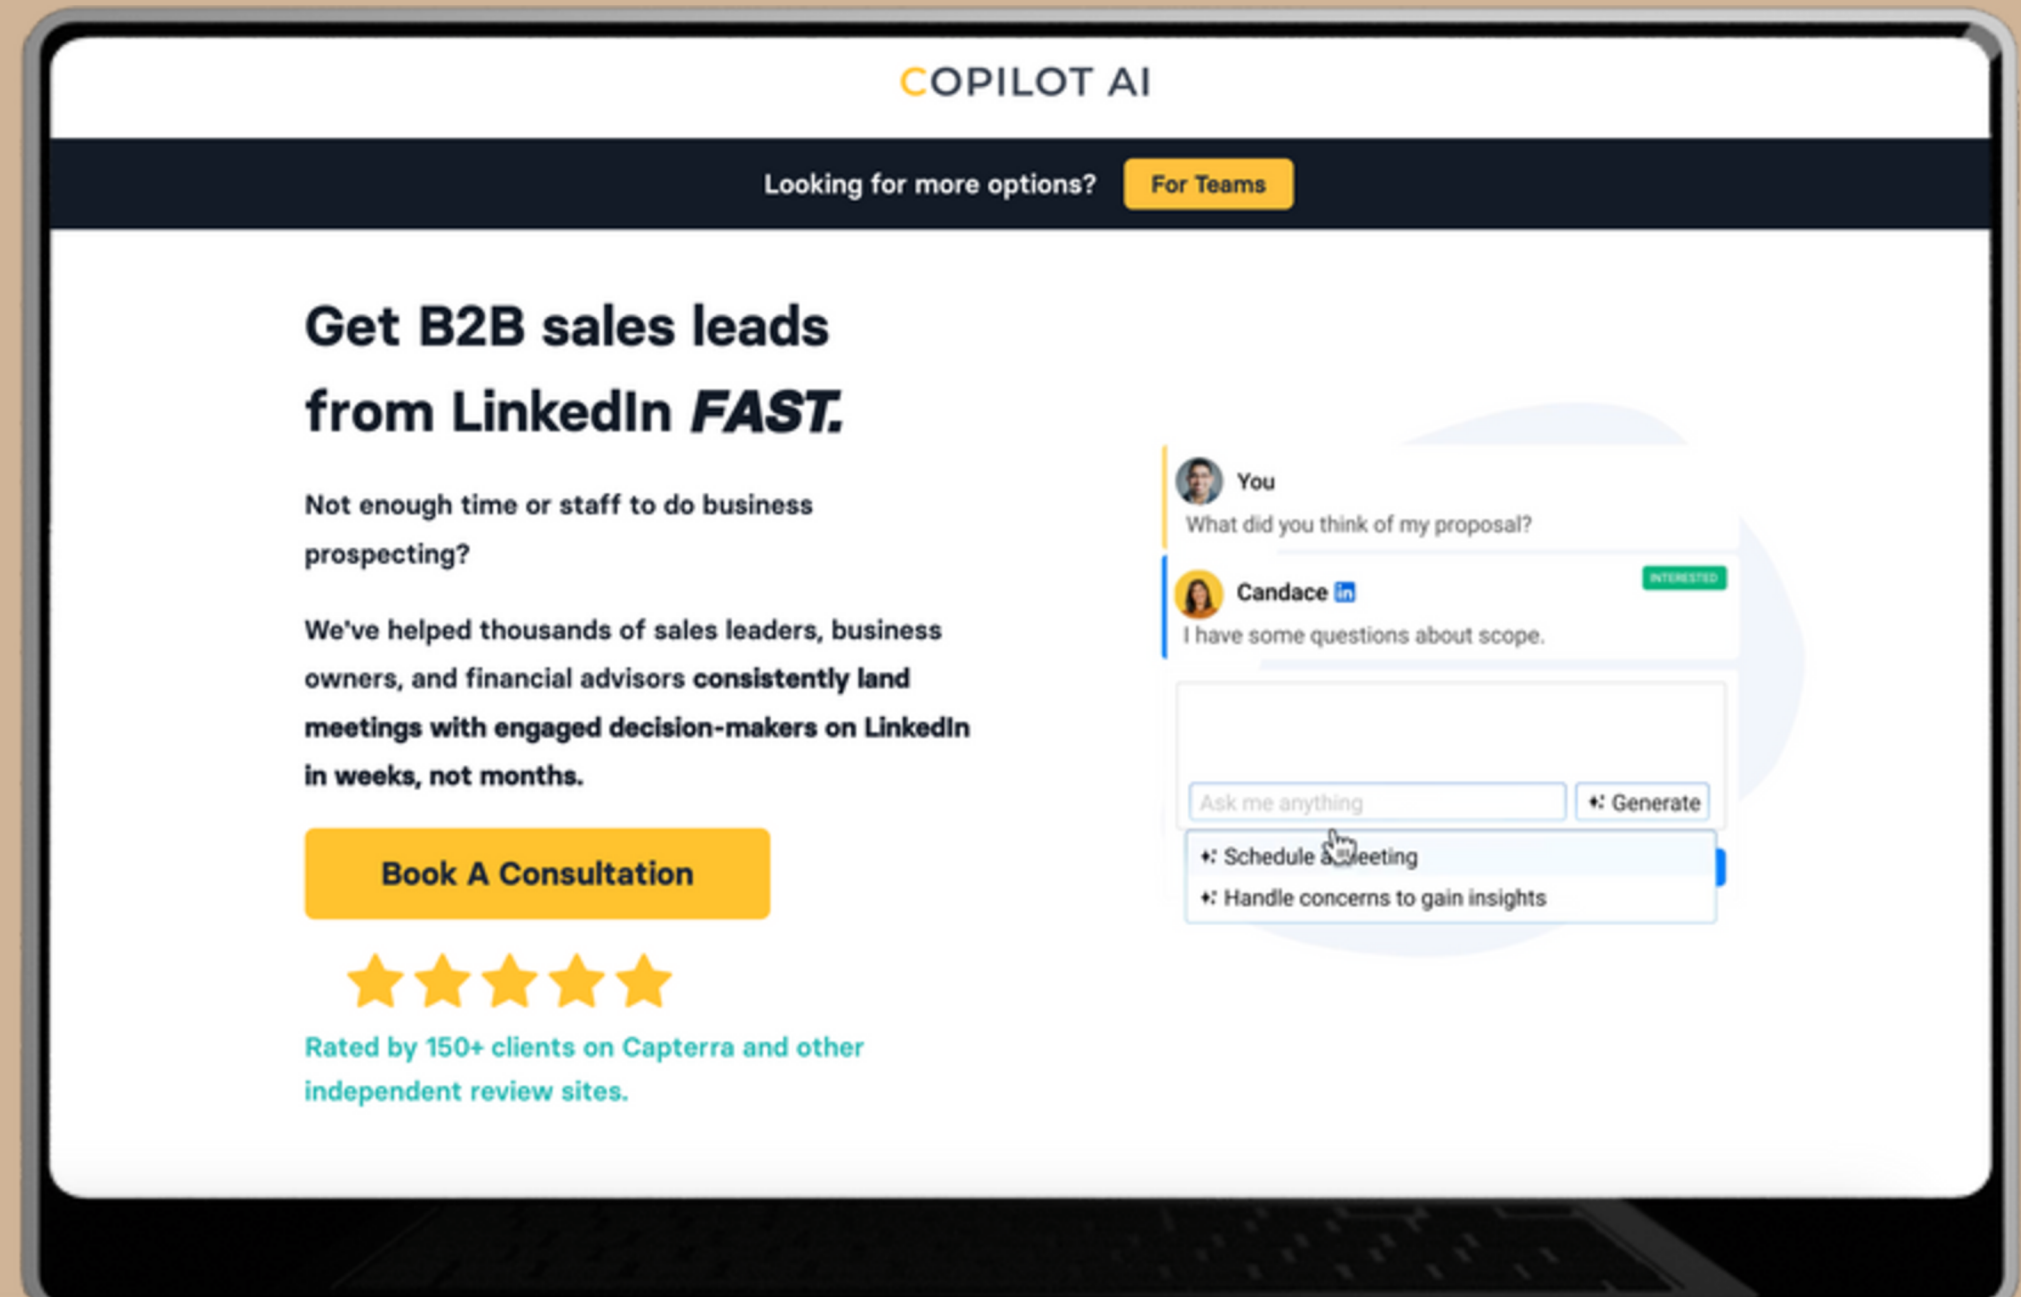 COPILOT AI
Looking for more options?
For Teams
Get B2B sales leads
from LinkedIn FAST.
Not enough time or staff to do business
prospecting?
We've helped thousands of sales leaders, business
owners, and financial advisors consistently land
meetings with engaged decision-makers on LinkedIn
in weeks, not months.
Book A Consultation
Rated by 150+ clients on Capterra and other
independent review sites.
You
What did you think of my proposal?
Candace in
INTERESTED
I have some questions about scope.
Ask me anything
Generate
Schedule a meeting
Handle concerns to gain insights